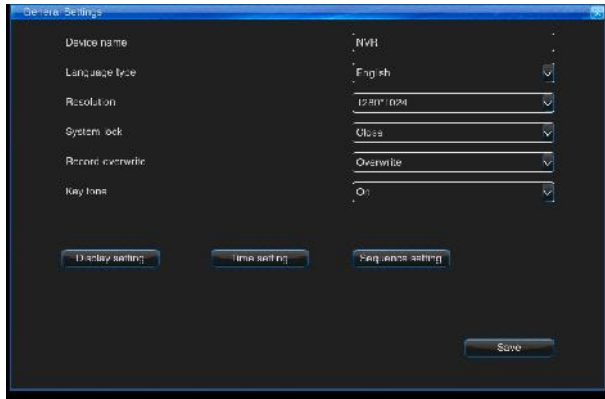 General Settings
Device name NVR
Language type English
Resolution 1280*1024
System lock Close
Record overwrite Overwrite
Key tone On
Display setting Time setting Sequence setting
Save